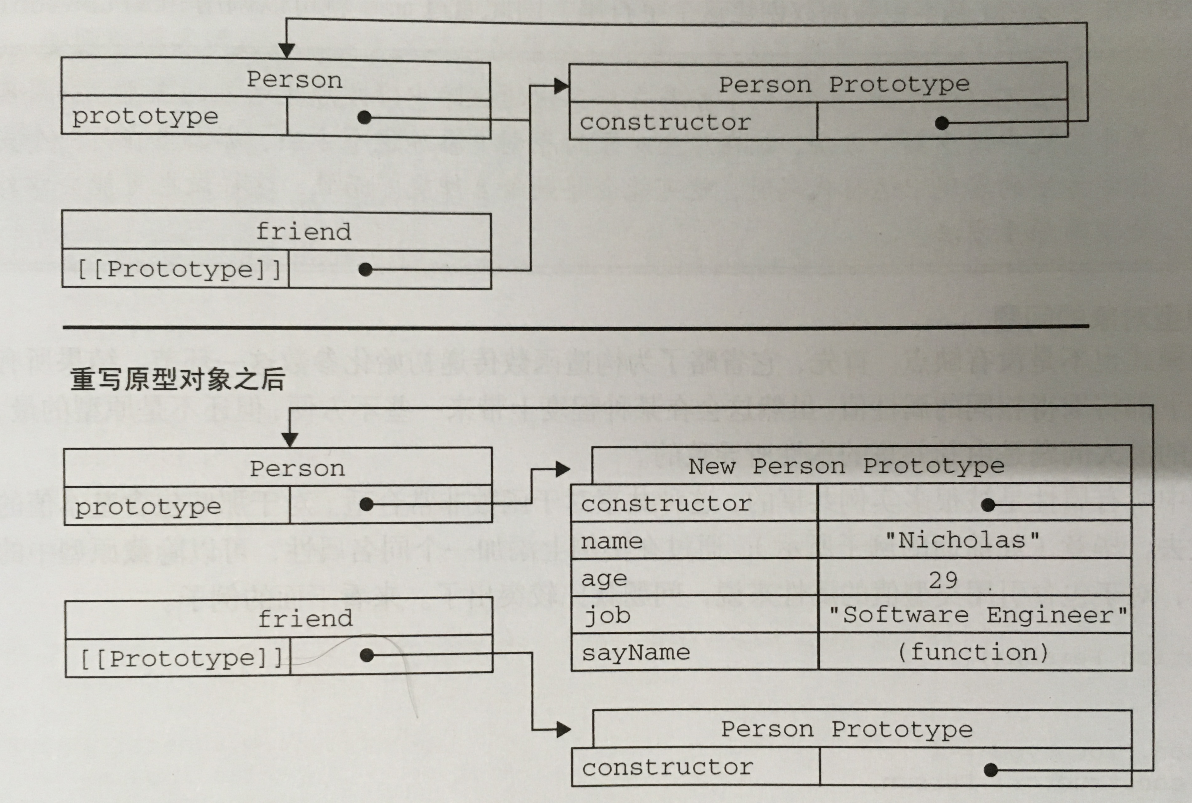 Person
prototype
Person Prototype
constructor
friend
[[Prototype]]
重写原型对象之后
Person
prototype
New Person Prototype
constructor
name "Nicholas"
age 29
job "Software Engineer"
sayName (function)
friend
[[Prototype]]
Person Prototype
constructor